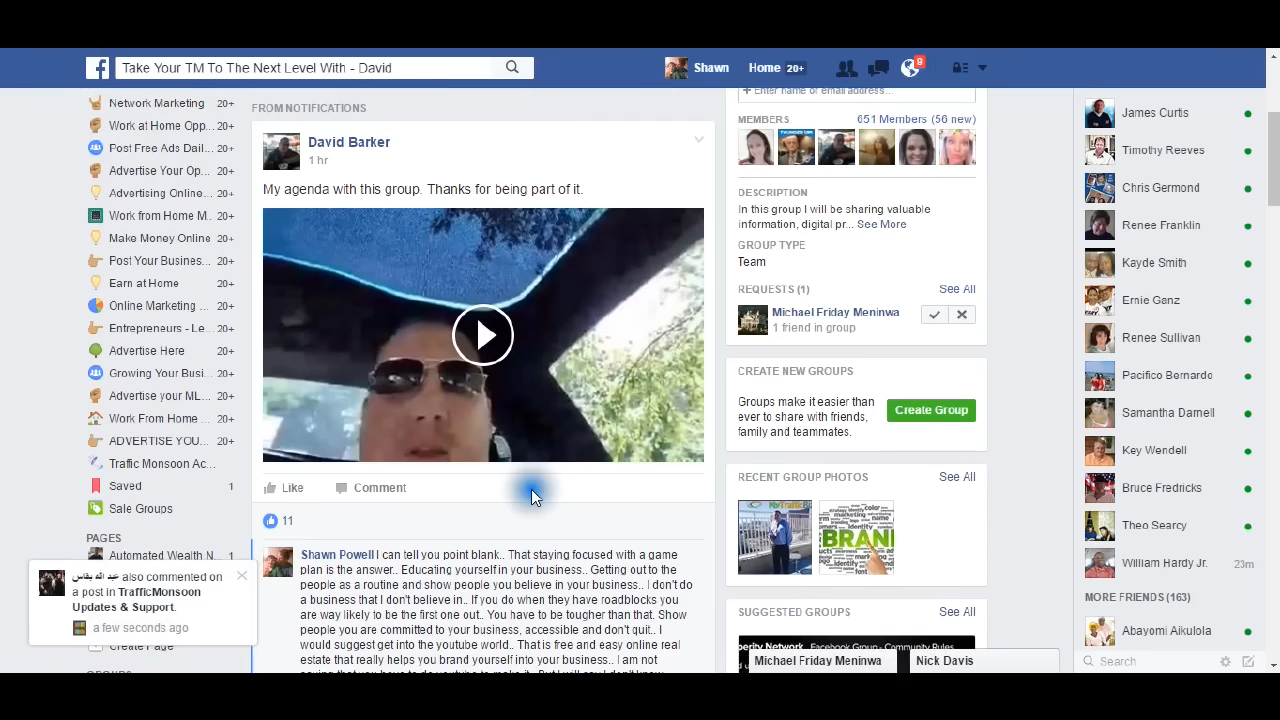 Take Your TM To The Next Level With - David
Shawn
Home 20+
9
Network Marketing 20+
Work at Home Opp... 20+
Post Free Ads Dail... 20+
Advertise Your Op... 20+
Advertising Online... 20+
Work from Home M... 20+
Make Money Online 20+
Post Your Busines... 20+
Earn at Home 20+
Online Marketing ... 20+
Entrepreneurs - Le... 20+
Advertise Here 20+
Growing Your Busi... 20+
Advertise your ML... 20+
Work From Home ... 20+
ADVERTISE YOU... 20+
Traffic Monsoon Ac...
Saved 1
Sale Groups
PAGES
Automated Wealth N... 1
also commented on
a post in TrafficMonsoon
Updates & Support.
a few seconds ago
Create Page
FROM NOTIFICATIONS
David Barker
1 hr
My agenda with this group. Thanks for being part of it.
Like Comment
11
Shawn Powell I can tell you point blank.. That staying focused with a game
plan is the answer.. Educating yourself in your business.. Getting out to the
people as a routine and show people you believe in your business.. I don't do
a business that I don't believe in.. If you do when they have roadblocks you
are way likely to be the first one out.. You have to be tougher than that. Show
people you are committed to your business, accessible and don't quit.. I
would suggest get into the youtube world.. That is free and easy online real
estate that really helps you brand yourself into your business.. I am not
+ Enter name or email address...
MEMBERS
651 Members (56 new)
DESCRIPTION
In this group I will be sharing valuable
information, digital pr... See More
GROUP TYPE
Team
REQUESTS (1)
See All
Michael Friday Meninwa
1 friend in group
CREATE NEW GROUPS
Groups make it easier than
ever to share with friends,
family and teammates.
Create Group
RECENT GROUP PHOTOS
See All
BRAN
SUGGESTED GROUPS
See All
Facebook Group - Community Rules
Michael Friday Meninwa
Nick Davis
James Curtis
Timothy Reeves
Chris Germond
Renee Franklin
Kayde Smith
Ernie Ganz
Renee Sullivan
Pacifico Bernardo
Samantha Darnell
Key Wendell
Bruce Fredricks
Theo Searcy
William Hardy Jr. 23m
MORE FRIENDS (163)
Abayomi Aikulola
Search